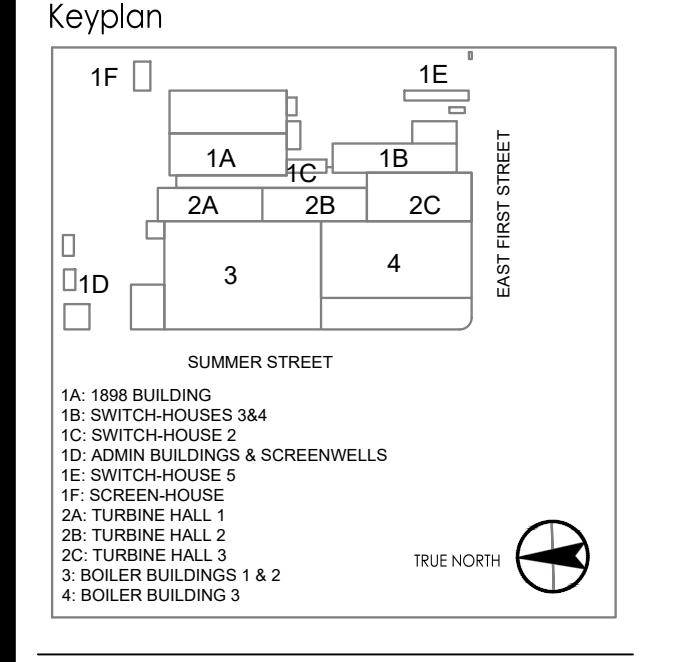 Keyplan
1F
1E
1A
1B
1C
2A
2B
2C
EAST FIRST STREET
3
4
1D
SUMMER STREET
1A: 1898 BUILDING
1B: SWITCH-HOUSES 3&4
1C: SWITCH-HOUSE 2
1D: ADMIN BUILDINGS & SCREENWELLS
1E: SWITCH-HOUSE 5
1F: SCREEN-HOUSE
2A: TURBINE HALL 1
2B: TURBINE HALL 2
2C: TURBINE HALL 3
3: BOILER BUILDINGS 1 & 2
4: BOILER BUILDING 3
TRUE NORTH